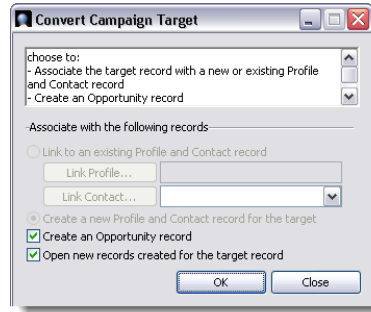 Convert Campaign Target
choose to:
- Associate the target record with a new or existing Profile
and Contact record
- Create an Opportunity record
Associate with the following records
Link to an existing Profile and Contact record
Link Profile...
Link Contact...
Create a new Profile and Contact record for the target
Create an Opportunity record
Open new records created for the target record
OK
Close